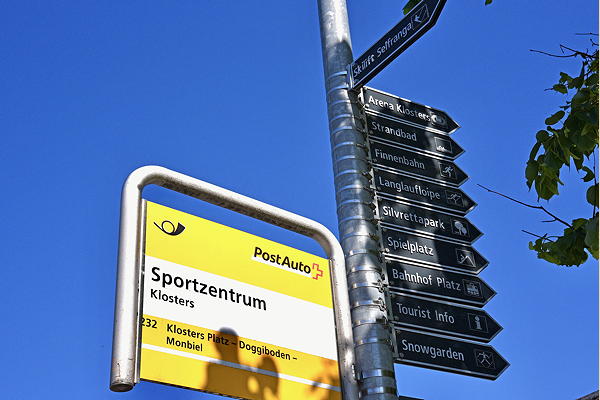 Skilift Selfranga
Arena Klosters
Strandbad
Finnenbahn
Langlaufloipe
Silvrettapark
Spielplatz
Bahnhof Platz
Tourist Info
Snowgarden
PostAuto
Sportzentrum
Klosters
232 Klosters Platz – Doggiboden –
Monbiel